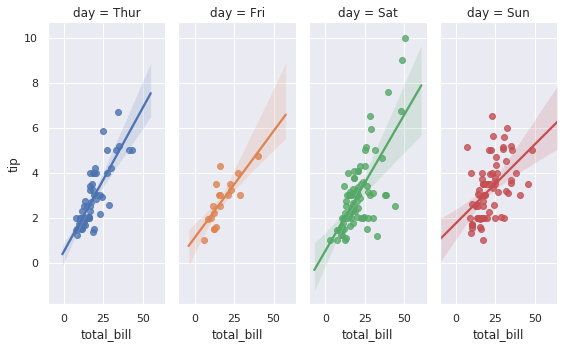 day = Thur
day = Fri
day = Sat
day = Sun
10
8
6
4
2
0
tip
0 25 50
0 25 50
0 25 50
0 25 50
total_bill
total_bill
total_bill
total_bill